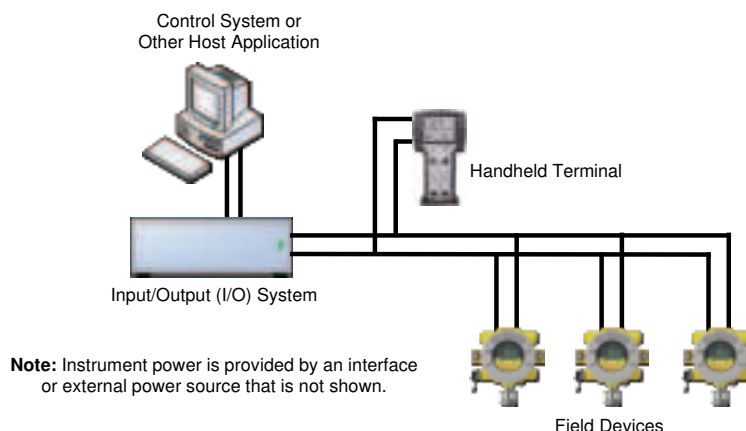 Control System or
Other Host Application
Handheld Terminal
Input/Output (I/O) System
Note: Instrument power is provided by an interface
or external power source that is not shown.
Field Devices